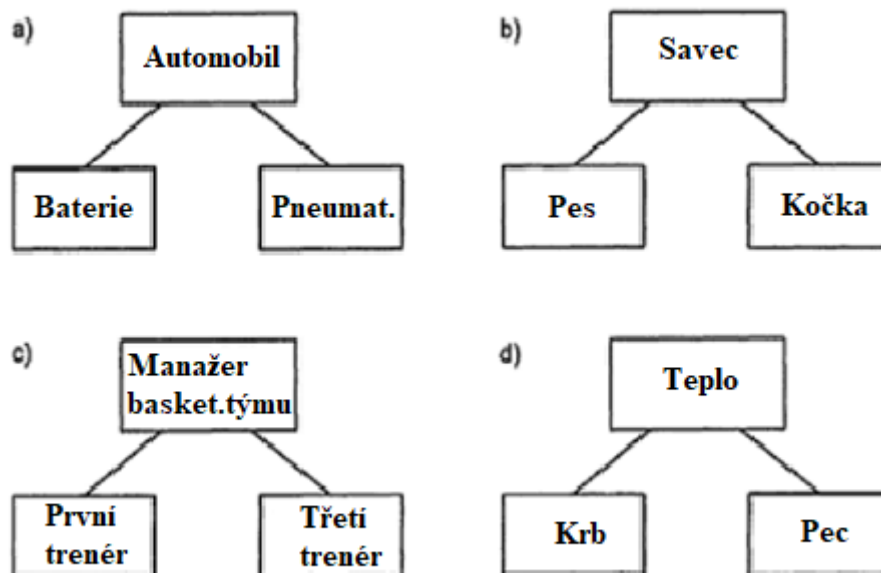 a)
Automobil
Baterie
Pneumat.
b)
Savec
Pes
Kočka
c)
Manažer
basket.týmu
První
trenér
Třetí
trenér
d)
Teplo
Krb
Pec